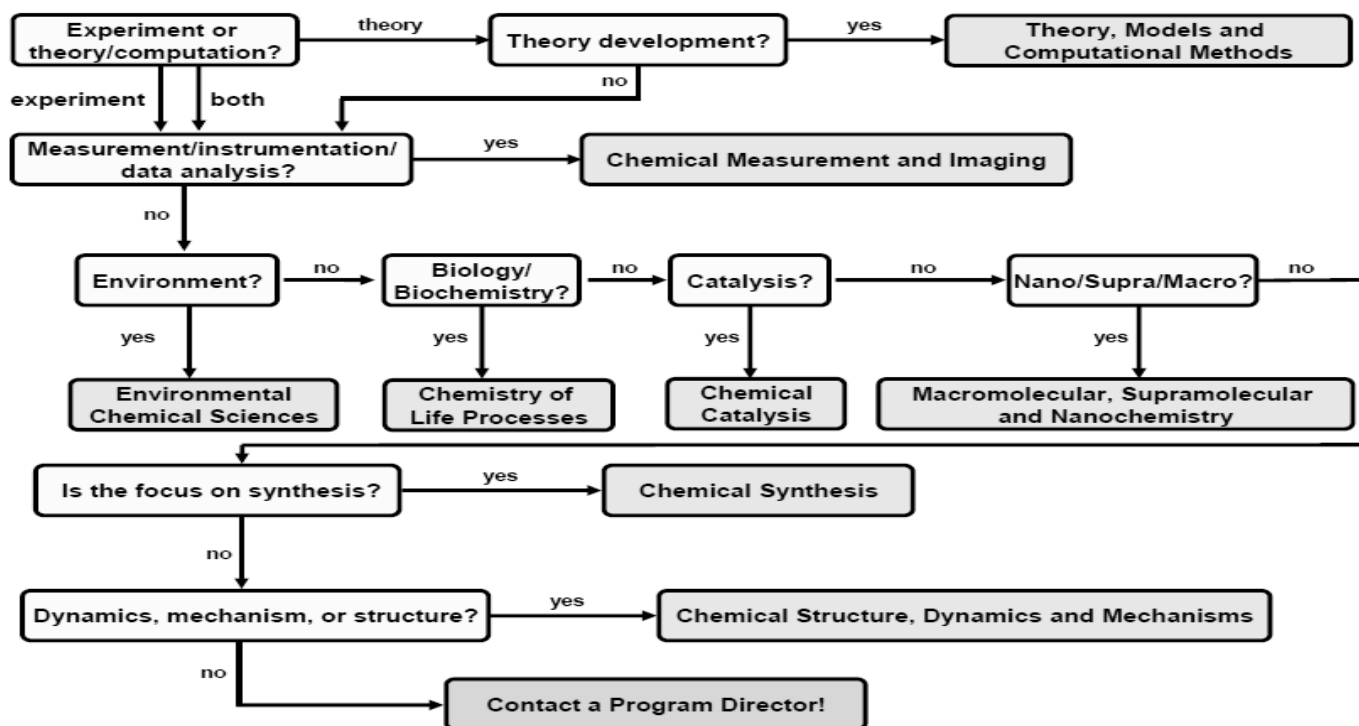 Experiment or
theory/computation?
theory
Theory development?
yes
Theory, Models and
Computational Methods
experiment
both
no
Measurement/instrumentation/
data analysis?
yes
Chemical Measurement and Imaging
no
Environment?
no
Biology/
Biochemistry?
no
Catalysis?
no
Nano/Supra/Macro?
no
yes
yes
yes
yes
Environmental
Chemical Sciences
Chemistry of
Life Processes
Chemical
Catalysis
Macromolecular, Supramolecular
and Nanochemistry
Is the focus on synthesis?
yes
Chemical Synthesis
no
Dynamics, mechanism, or structure?
yes
Chemical Structure, Dynamics and Mechanisms
no
Contact a Program Director!